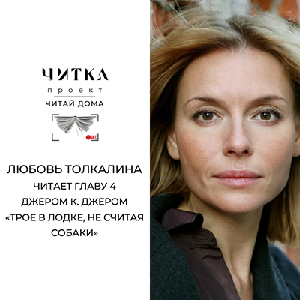 ЧИТКА
проект
ЧИТАЙ ДОМА
ЛЮБОВЬ ТОЛКАЛИНА
ЧИТАЕТ ГЛАВУ 4
ДЖЕРОМ К. ДЖЕРОМ
«ТРОЕ В ЛОДКЕ, НЕ СЧИТАЯ
СОБАКИ»